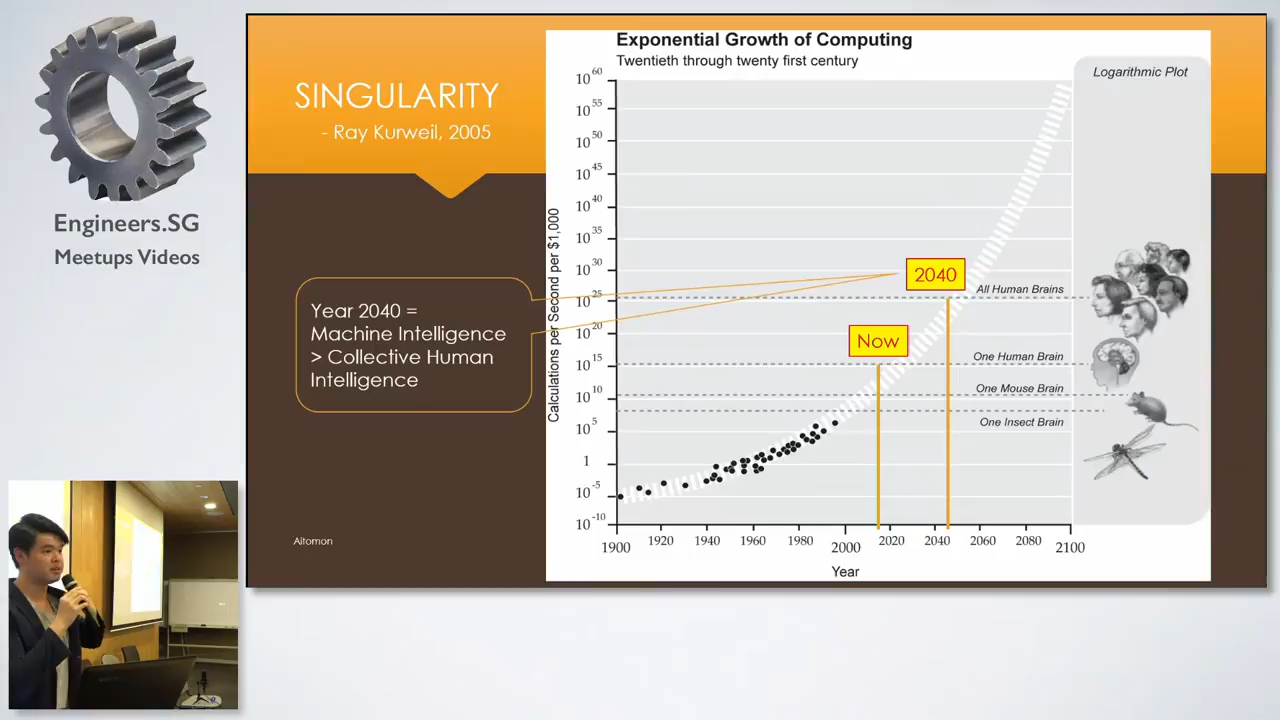 Engineers.SG
Meetups Videos
SINGULARITY
- Ray Kurweil, 2005
Year 2040 =
Machine Intelligence
> Collective Human
Intelligence
Aitomon
Exponential Growth of Computing
Twentieth through twenty first century
Logarithmic Plot
Calculations per Second per $1,000
10^60
10^55
10^50
10^45
10^40
10^35
10^30
10^25
10^20
10^15
10^10
10^5
1
10^-5
10^-10
2040
Now
All Human Brains
One Human Brain
One Mouse Brain
One Insect Brain
1900 1920 1940 1960 1980 2000 2020 2040 2060 2080 2100
Year